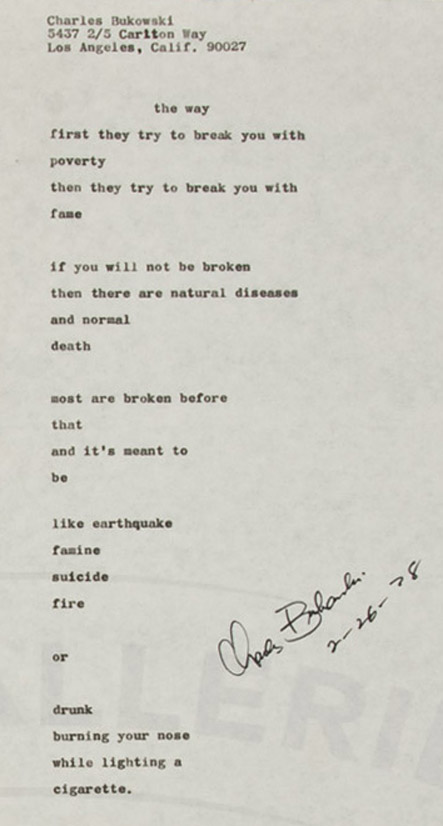 Charles Bukowski
5437 2/5 Carlton Way
Los Angeles, Calif. 90027
the way
first they try to break you with
poverty
then they try to break you with
fame
if you will not be broken
then there are natural diseases
and normal
death
most are broken before
that
and it's meant to
be
like earthquake
famine
suicide
fire
Charles Bukowski
2-26-78
or
drunk
burning your nose
while lighting a
cigarette.